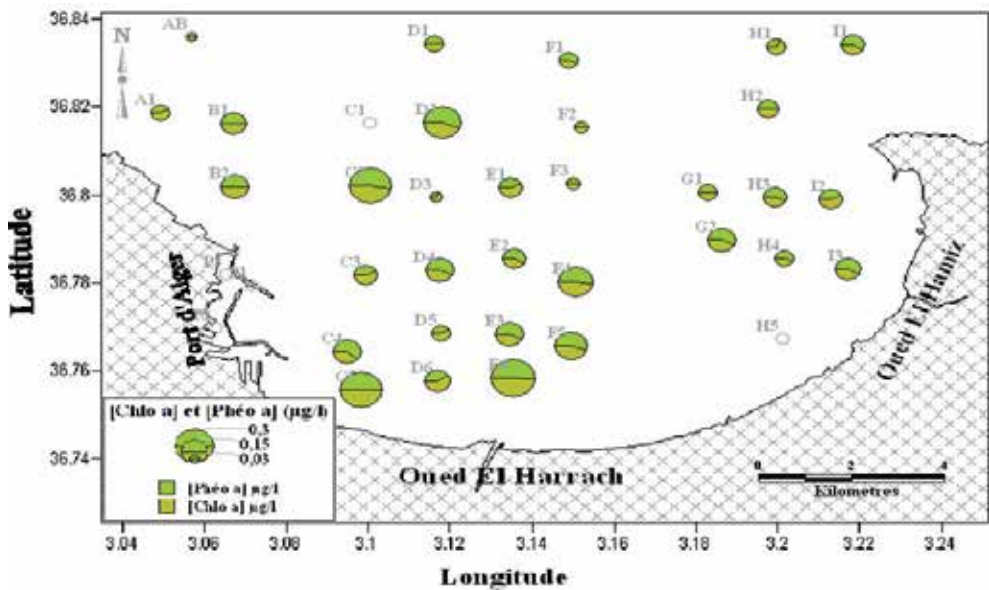 36.84
AB
D1
F1
H1
I1
N
36.82
A1
B1
C1
F2
H2
B2
36.8
D3
E1
F3
G1
H3
I2
C3
D4
E2
G2
H4
I3
36.78
Latitude
Port d'Alger
Oued El Hamiz
D5
E3
F5
H5
C4
D6
36.76
36.74
[Chlo a] et [Phéo a] (µg/l)
0,3
0,15
0,03
[Phéo a] µg/l
[Chlo a] µg/l
Oued El Harrach
0 2 4
Kilométres
3.04 3.06 3.08 3.1 3.12 3.14 3.16 3.18 3.2 3.22 3.24
Longitude